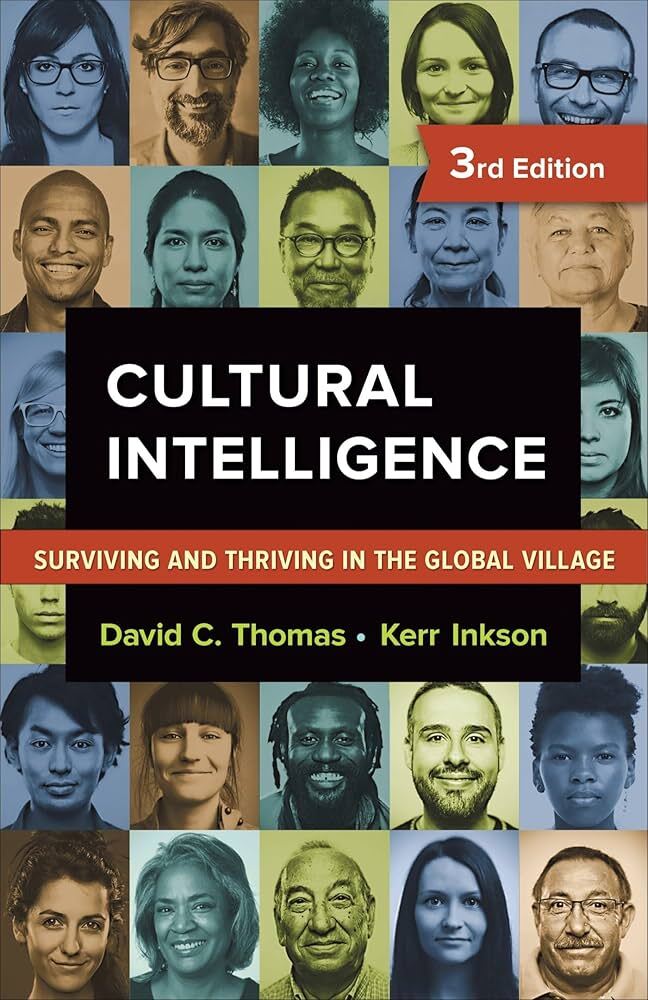 3rd Edition
CULTURAL
INTELLIGENCE
SURVIVING AND THRIVING IN THE GLOBAL VILLAGE
David C. Thomas • Kerr Inkson